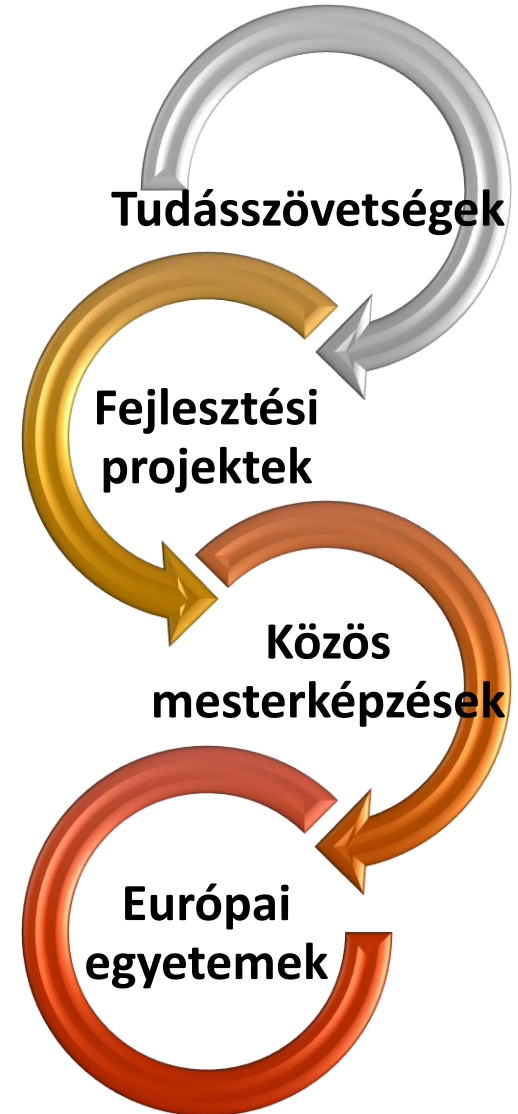 Tudásszövetségek
Fejlesztési
projektek
Közös
mesterképzések
Európai
egyetemek